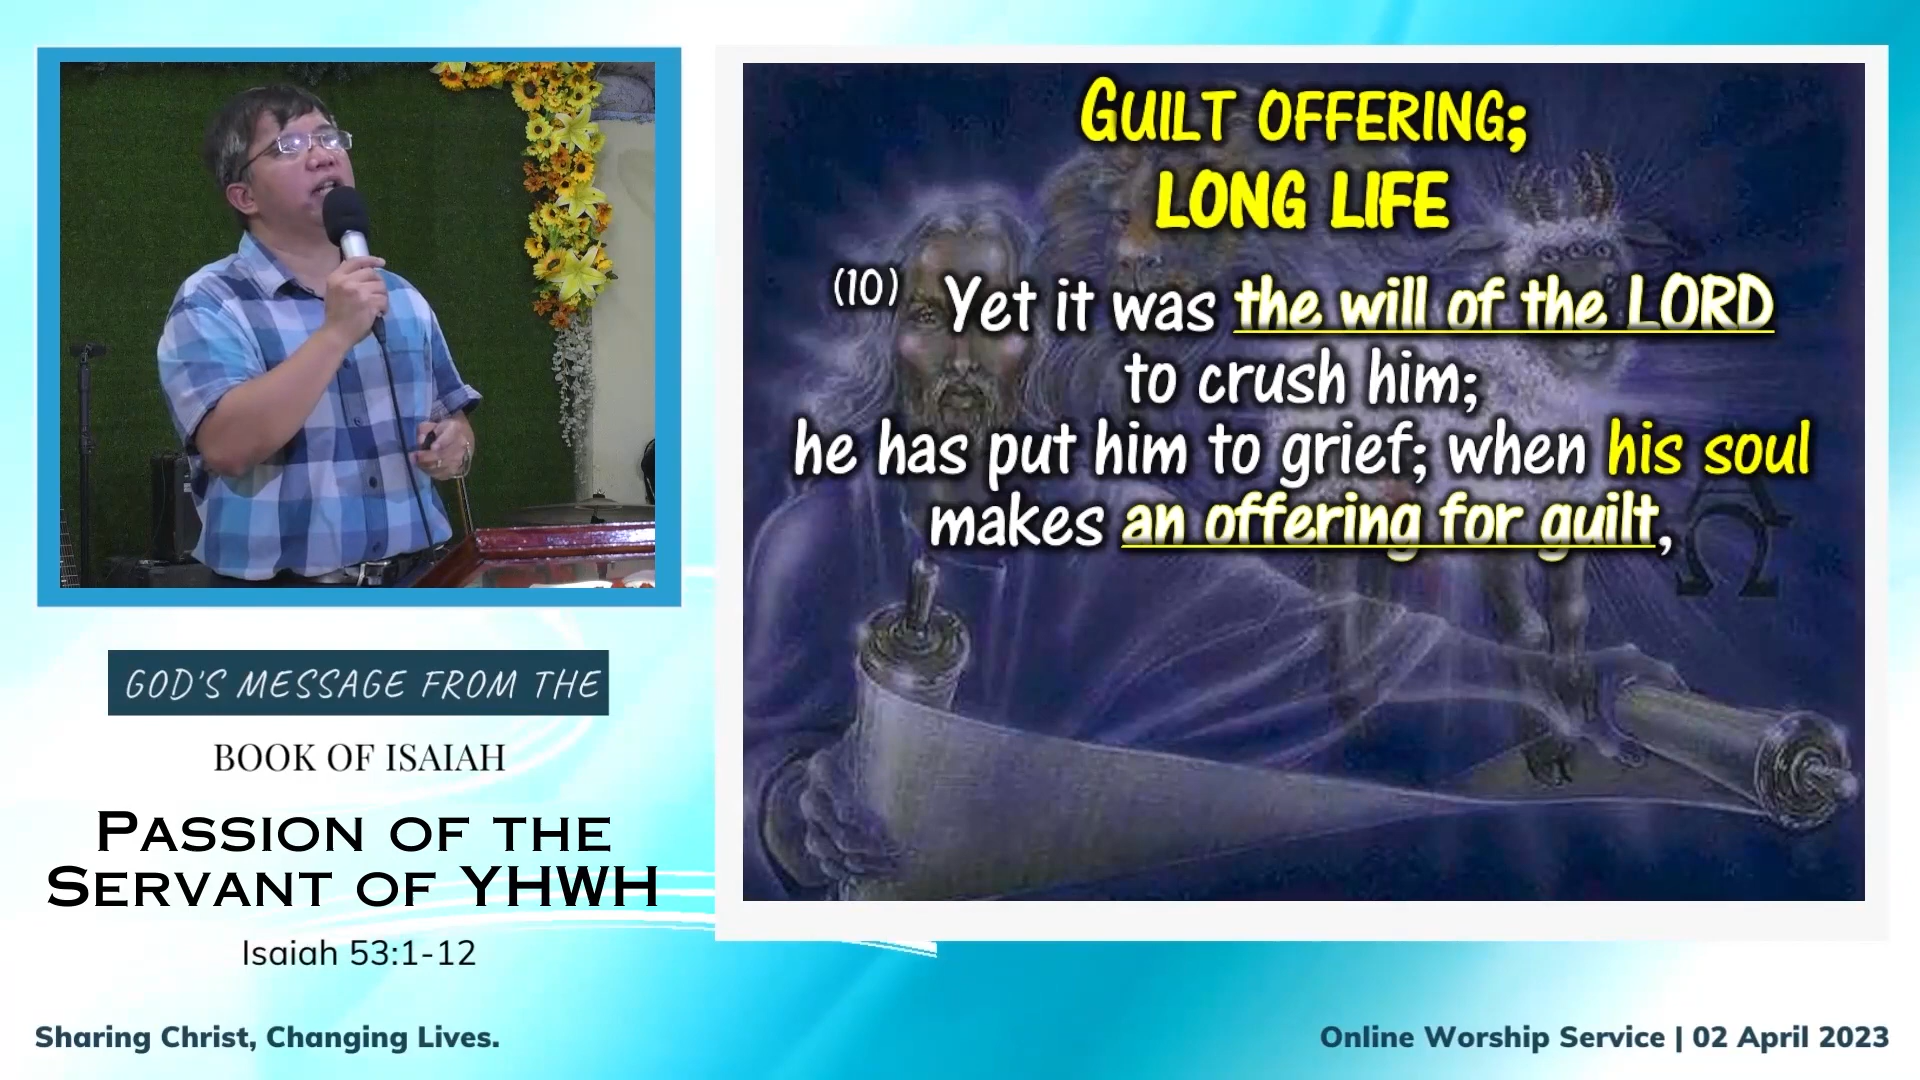 GOD'S MESSAGE FROM THE
BOOK OF ISAIAH
PASSION OF THE
SERVANT OF YHWH
Isaiah 53:1-12
Sharing Christ, Changing Lives.
GUILT OFFERING;
LONG LIFE
(10) Yet it was the will of the LORD
to crush him;
he has put him to grief; when his soul
makes an offering for guilt,
Ω
Online Worship Service | 02 April 2023